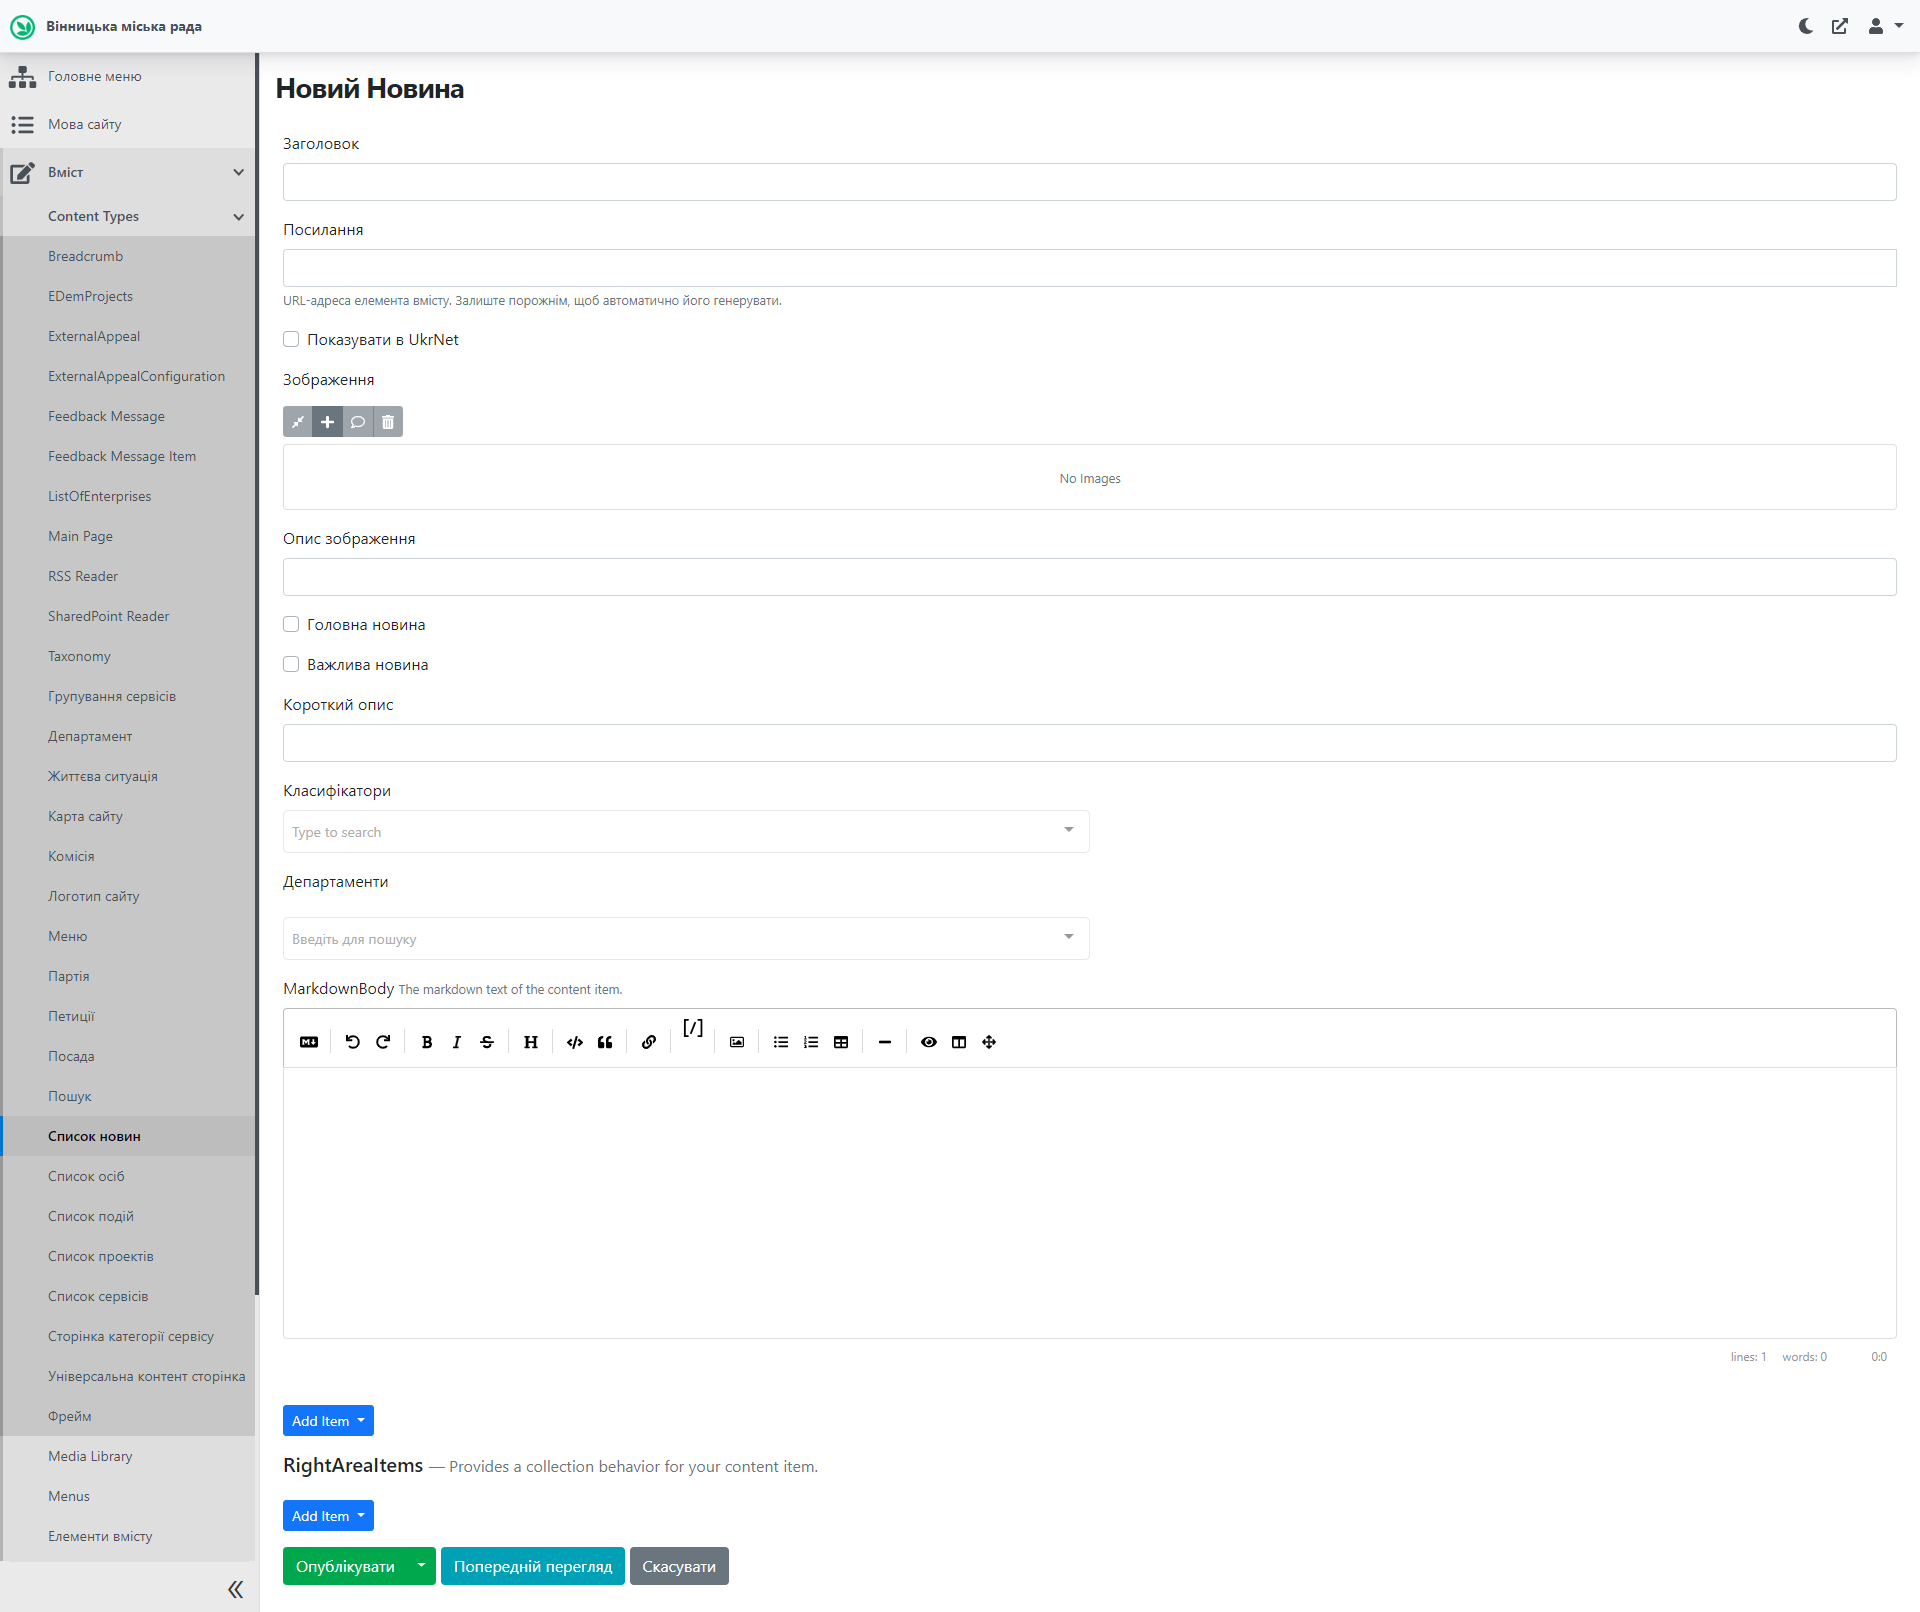 Вінницька міська рада
Головне меню
Мова сайту
Вміст
Content Types
Breadcrumb
EDemProjects
ExternalAppeal
ExternalAppealConfiguration
Feedback Message
Feedback Message Item
ListOfEnterprises
Main Page
RSS Reader
SharedPoint Reader
Taxonomy
Групування сервісів
Департамент
Життєва ситуація
Карта сайту
Комісія
Логотип сайту
Меню
Партія
Петиції
Посада
Пошук
Список новин
Список осіб
Список подій
Список проектів
Список сервісів
Сторінка категорії сервісу
Універсальна контент сторінка
Фрейм
Media Library
Menus
Елементи вмісту
Новий Новина
Заголовок
Посилання
URL-адреса елемента вмісту. Залиште порожнім, щоб автоматично його генерувати.
Показувати в UkrNet
Зображення
No Images
Опис зображення
Головна новина
Важлива новина
Короткий опис
Класифікатори
Type to search
Департаменти
Введіть для пошуку
MarkdownBody The markdown text of the content item.
[/]
lines: 1 words: 0 0:0
Add Item
RightAreaItems — Provides a collection behavior for your content item.
Add Item
Опублікувати Попередній перегляд Скасувати